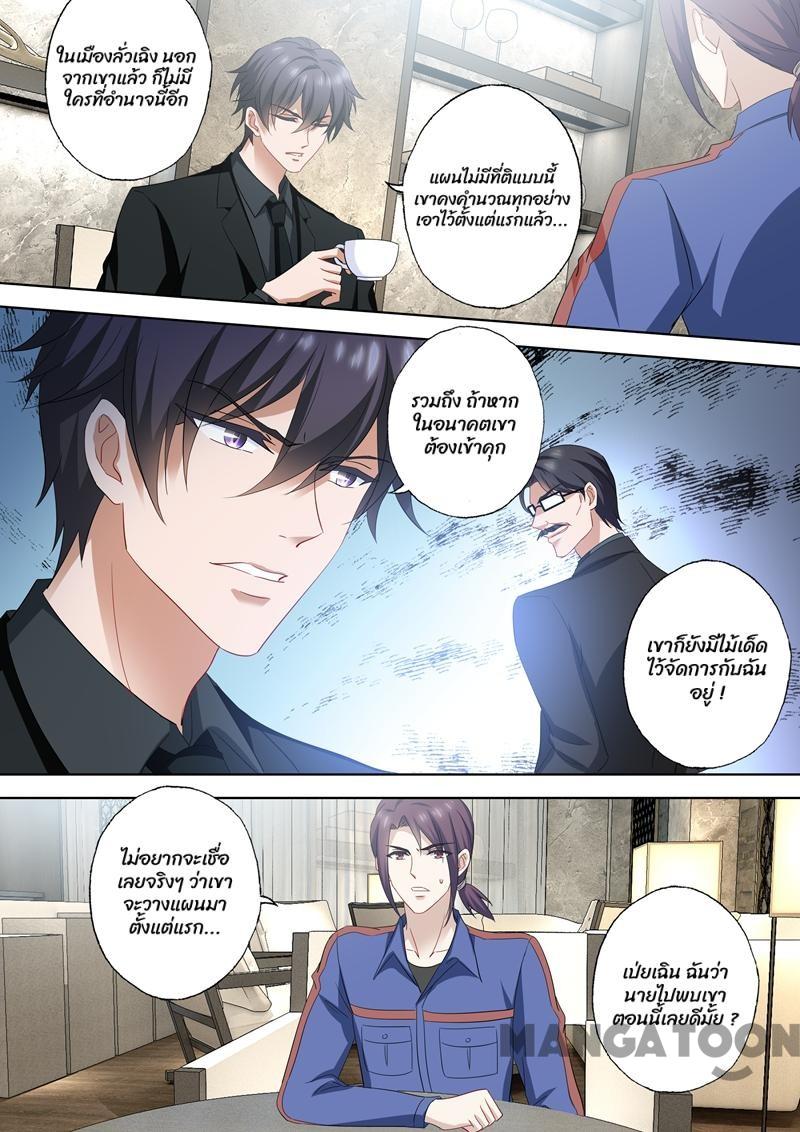 ในเมืองลั่วเฉิง นอก
จากเขาแล้ว ก็ไม่มี
ใครที่อำนาจนี้อีก
แผนไม่มีที่ติแบบนี้
เขาคงคำนวณทุกอย่าง
เอาไว้ตั้งแต่แรกแล้ว...
รวมถึง ถ้าหาก
ในอนาคตเขา
ต้องเข้าคุก
เขาก็ยังมีไม้เด็ด
ไว้จัดการกับฉัน
อยู่ !
ไม่อยากจะเชื่อ
เลยจริงๆ ว่าเขา
จะวางแผนมา
ตั้งแต่แรก...
เป่ยเฉิน ฉันว่า
นายไปพบเขา
ตอนนี้เลยดีมั้ย ?
MANGATOON